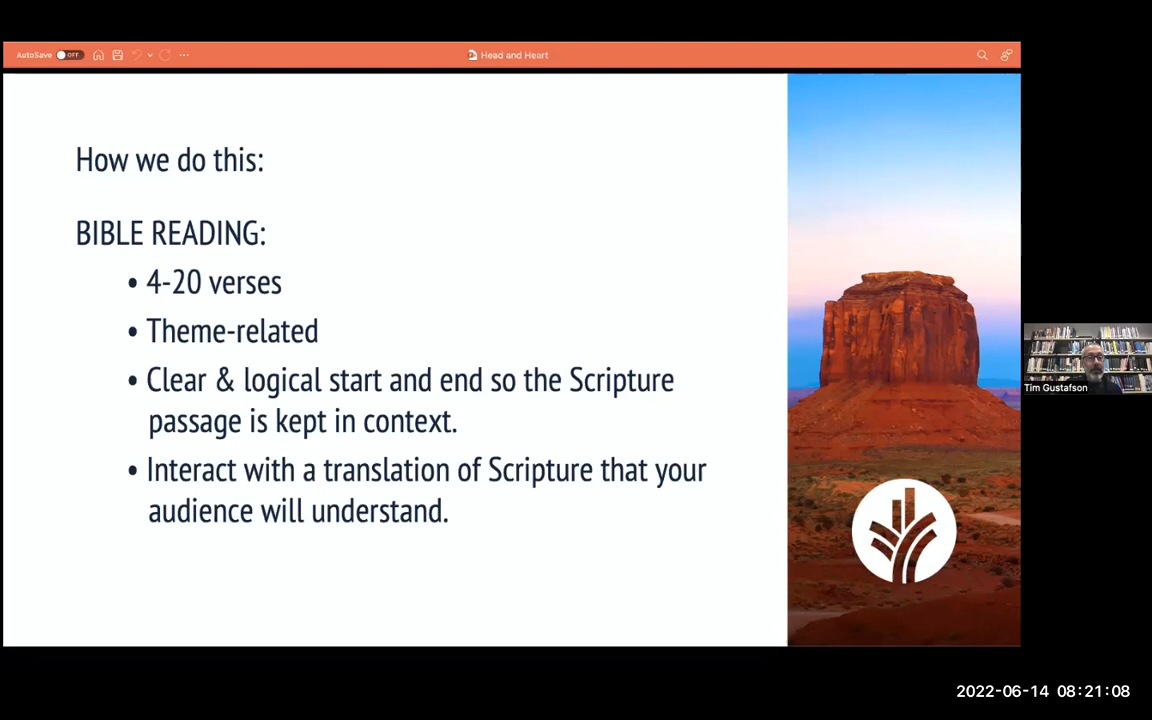 AutoSave OFF
Head and Heart
How we do this:
BIBLE READING:
• 4-20 verses
• Theme-related
• Clear & logical start and end so the Scripture
passage is kept in context.
• Interact with a translation of Scripture that your
audience will understand.
Tim Gustafson
2022-06-14 08:21:08